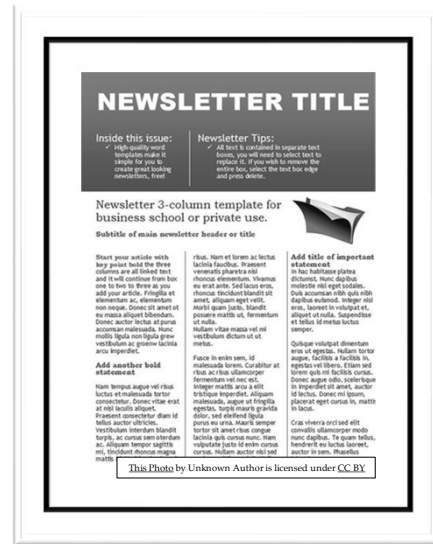 NEWSLETTER TITLE
Inside this issue:
✓ High-quality word
templates make it
simple for you to
create great looking
newsletters, free!
Newsletter Tips:
✓ All text is contained in separate text
boxes, you will need to select text to
replace it. If you wish to remove the
entire box, select the text box edge
and press delete.
Newsletter 3-column template for
business school or private use.
Subtitle of main newsletter header or title
Start your article with
key point bold the three
columns are all linked text
and it will continue from box
one to two to three as you
add your article. Fringilla et
elementum ac, elementum
non neque. Donec sit amet ot
eu massa aliquet bibendum.
Donec auctor lectus at purus
accumsan malesuada. Nunc
mollis ligula non ligula grew
vestibulum ac groenw lacinia
arcu imperdiet.
Add another bold
statement
Nam tempus augue vel risus
luctus et malesuada tortor
consectetur. Donec vitae erat
at nisl iaculis aliquet.
Praesent consectetur diam id
tellus auctor ultricies.
Vestibulum interdum blandit
turpis, ac cursus sem oterdum
ac. Aliquam tempor sagittis
mi, tincidunt rhoncus magna
mattis
risus. Nam et lorem ac lectus
lacinia faucibus. Praesent
venenatis pharetra nisi
rhoncus elementum. Vivamus
eu erat ante. Sed lacus eros,
rhoncus tincidunt blandit sit
amet, aliquam eget velit.
Morbi quam justo, blandit
posuere mattis ut, fermentum
ut nulla.
Nullam vitae massa vel mi
vestibulum dictum ut ut
metus.
Fusce in enim sem, id
malesuada lorem. Curabitur at
risus ac risus ullamcorper
fermentum vel nec est.
Integer mattis arcu a elit
tristique imperdiet. Aliquam
malesuada, augue ut fringilla
egestas, turpis mauris gravida
dolor, sed eleifend ligula
purus eu urna. Mauris semper
tortor sit amet risus congue
lacinia quis cursus nunc. Nam
vulputate justo id enim cursus
cursus. Nullam auctor nisi sed
Add title of important
statement
In hac habitasse platea
dictumst. Nunc dapibus
molestie nisl eget sodales.
Duis accumsan nibh quis nibh
dapibus euismod. Integer nisi
eros, laoreet in volutpat et,
aliquet ut nulla. Suspendisse
et tellus id metus luctus
semper.
Quisque volutpat dimentum
eros ut egestas. Nullam tortor
augue, facilisis a facilisis in,
egestas vel libero. Etiam sed
lorem quis mi facilisis cursus.
Donec augue odio, scelerisque
in imperdiet sit amet, auctor
id lectus. Donec mi ipsum,
placerat eget cursus in, mattis
in lacus.
Cras viverra orci sed elit
convallis ullamcorper modo
nunc dapibus. Te quam tellus,
hendrerit eu luctus laoreet,
auctor in sem. Phasellus
This Photo by Unknown Author is licensed under CC BY